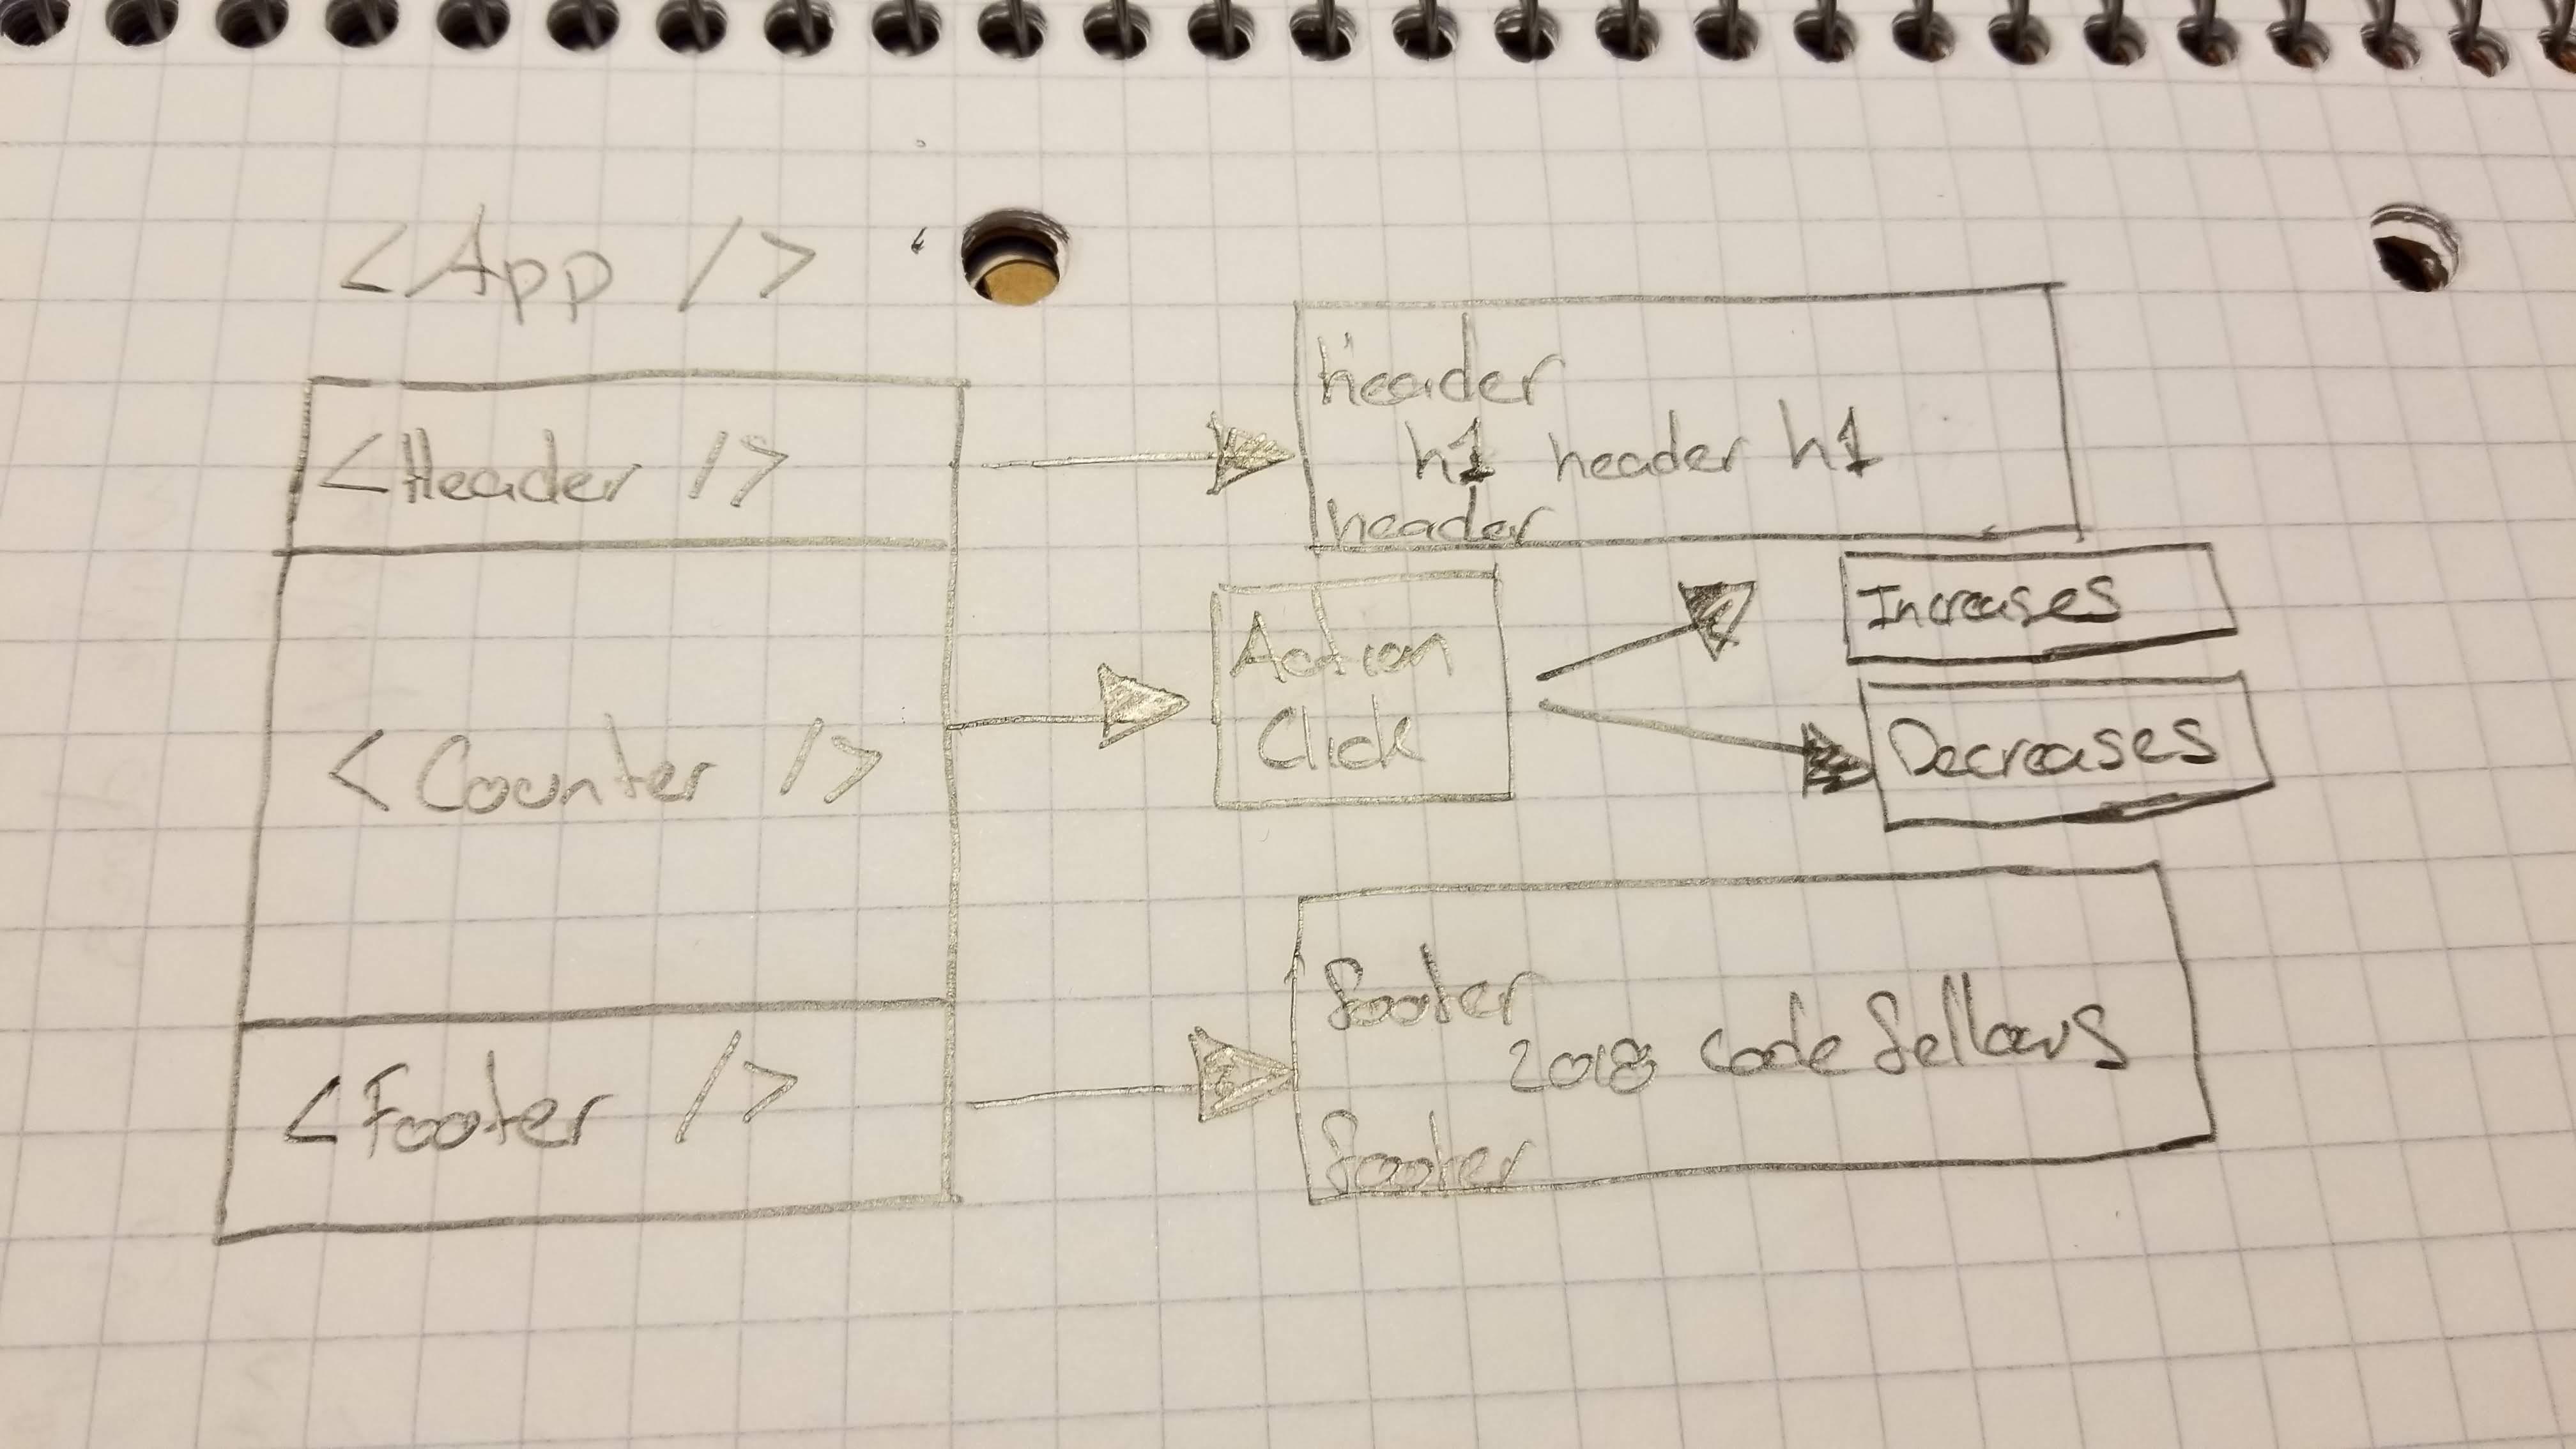 <App />
<Header />
header
h1 header h1
header
<Counter />
Action
Click
Increases
Decreases
<Footer />
footer
2018 code fellows
footer